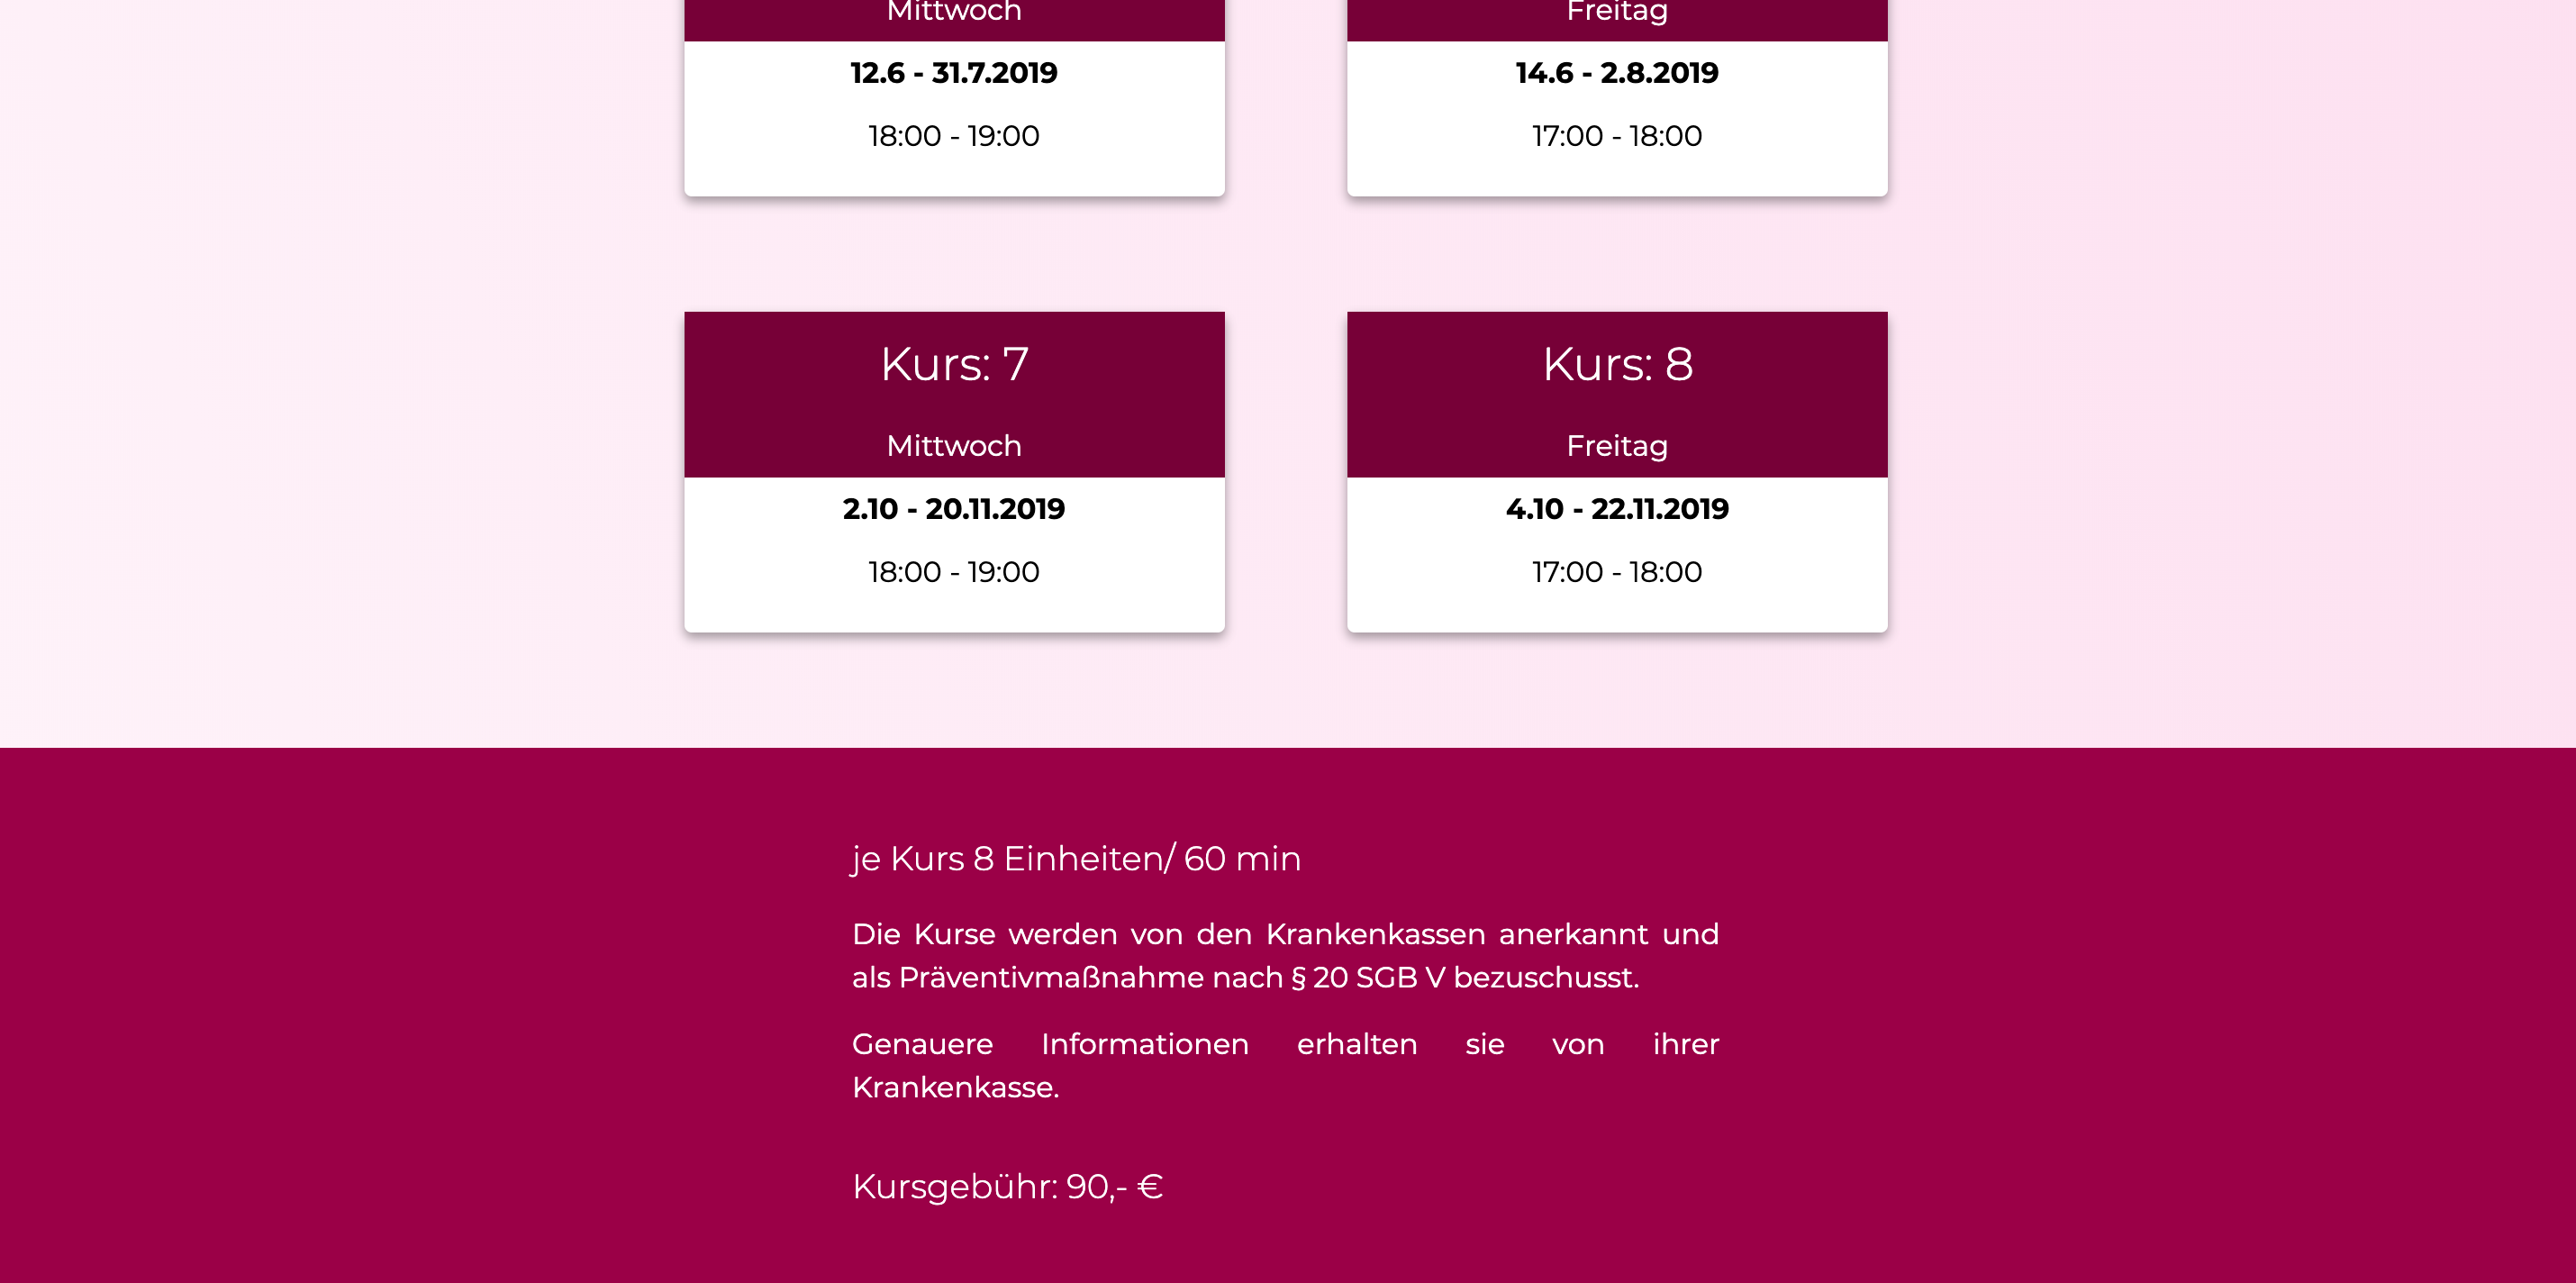 Mittwoch
12.6 - 31.7.2019
18:00 - 19:00
Freitag
14.6 - 2.8.2019
17:00 - 18:00
Kurs: 7
Mittwoch
2.10 - 20.11.2019
18:00 - 19:00
Kurs: 8
Freitag
4.10 - 22.11.2019
17:00 - 18:00
je Kurs 8 Einheiten/ 60 min
Die Kurse werden von den Krankenkassen anerkannt und
als Präventivmaßnahme nach § 20 SGB V bezuschusst.
Genauere Informationen erhalten sie von ihrer
Krankenkasse.
Kursgebühr: 90,- €